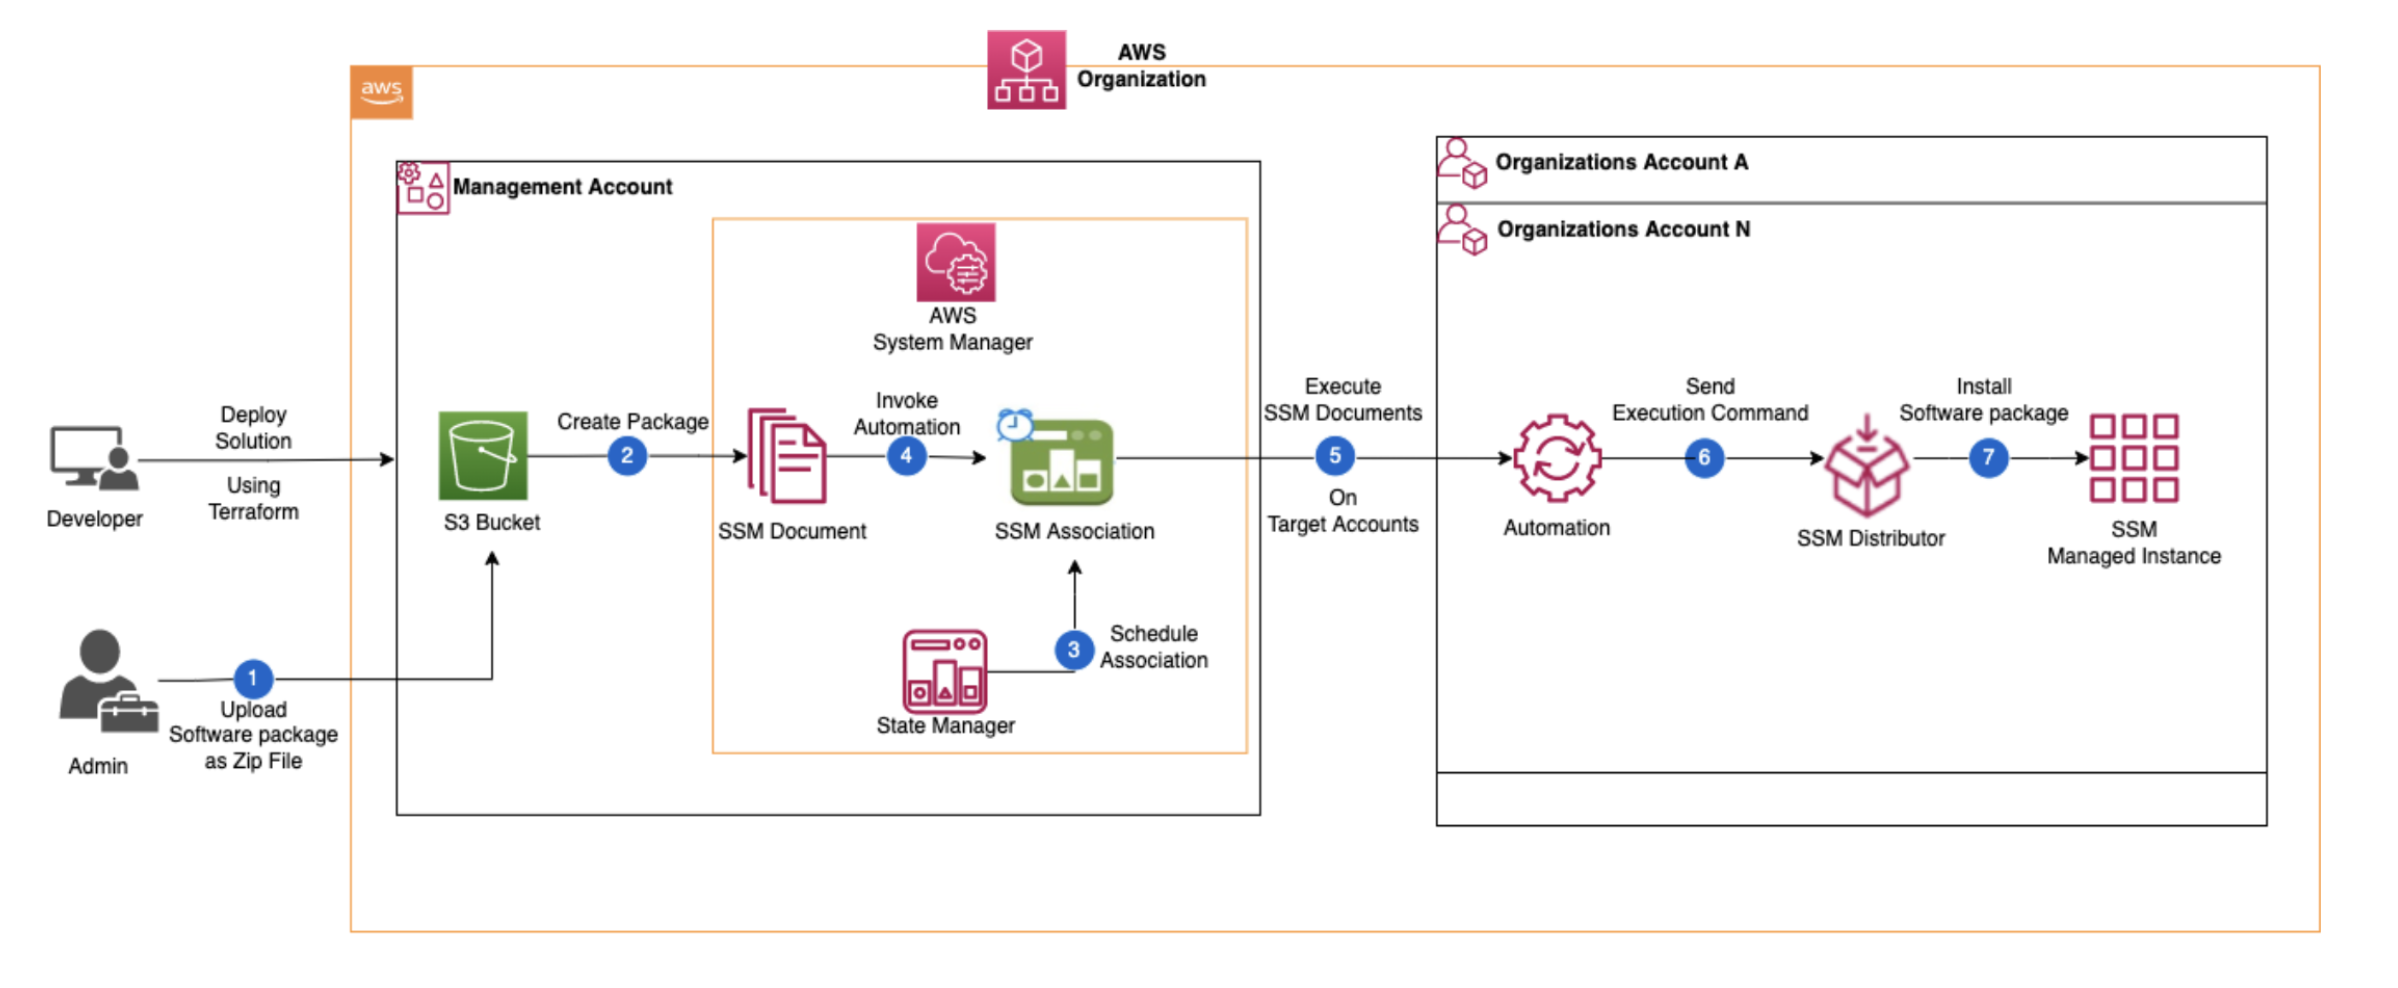 AWS
Organization
aws
Management Account
Organizations Account A
Organizations Account N
AWS
System Manager
Deploy
Solution
Using
Terraform
Developer
Create Package
2
S3 Bucket
Invoke
Automation
4
SSM Document
SSM Association
Execute
SSM Documents
5
On
Target Accounts
Send
Execution Command
6
Automation
Install
Software package
7
SSM Distributor
SSM
Managed Instance
3
Schedule
Association
State Manager
1
Upload
Software package
as Zip File
Admin